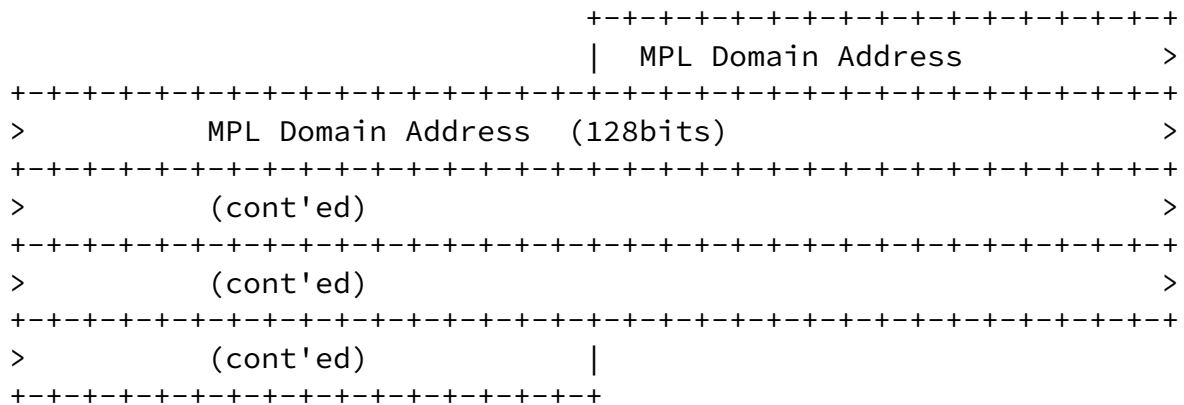 +-+-+-+-+-+-+-+-+-+-+-+-+-+-+-+-+
                                |  MPL Domain Address           >
+-+-+-+-+-+-+-+-+-+-+-+-+-+-+-+-+-+-+-+-+-+-+-+-+-+-+-+-+-+-+-+-+
>          MPL Domain Address  (128bits)                        >
+-+-+-+-+-+-+-+-+-+-+-+-+-+-+-+-+-+-+-+-+-+-+-+-+-+-+-+-+-+-+-+-+
>          (cont'ed)                                            >
+-+-+-+-+-+-+-+-+-+-+-+-+-+-+-+-+-+-+-+-+-+-+-+-+-+-+-+-+-+-+-+-+
>          (cont'ed)                                            >
+-+-+-+-+-+-+-+-+-+-+-+-+-+-+-+-+-+-+-+-+-+-+-+-+-+-+-+-+-+-+-+-+
>          (cont'ed)            |
+-+-+-+-+-+-+-+-+-+-+-+-+-+-+-+-+